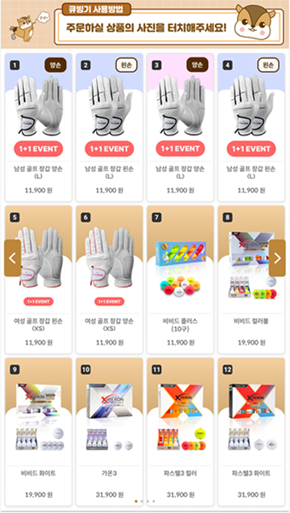 큐빙기 사용방법
주문하실 상품의 사진을 터치해주세요!
1 양손
2 왼손
3 양손
4 왼손
1+1 EVENT
1+1 EVENT
1+1 EVENT
1+1 EVENT
남성 골프 장갑 양손
(L)
11,900 원
남성 골프 장갑 왼손
(L)
11,900 원
남성 골프 장갑 양손
(L)
11,900 원
남성 골프 장갑 왼손
(L)
11,900 원
5
6
7
8
1+1 EVENT
1+1 EVENT
여성 골프 장갑 왼손
(XS)
11,900 원
여성 골프 장갑 양손
(XS)
11,900 원
비비드 플러스
(10구)
11,900 원
비비드 컬러볼
19,900 원
9
10
11
12
비비드 화이트
19,900 원
가온3
31,900 원
파스텔3 컬러
31,900 원
파스텔3 화이트
31,900 원